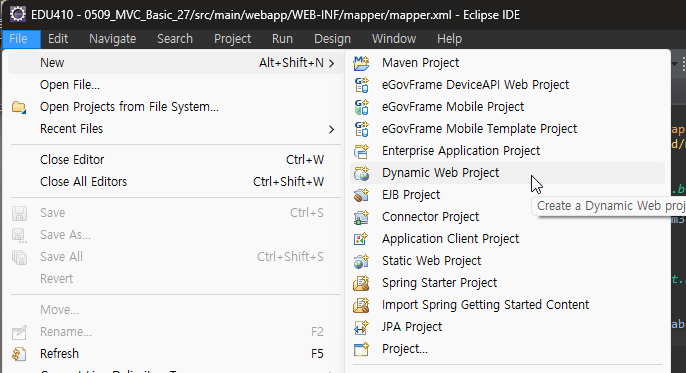 EDU410 - 0509_MVC_Basic_27/src/main/webapp/WEB-INF/mapper/mapper.xml - Eclipse IDE
File Edit Navigate Search Project Run Design Window Help
New Alt+Shift+N
Open File...
Open Projects from File System...
Recent Files
Close Editor Ctrl+W
Close All Editors Ctrl+Shift+W
Save Ctrl+S
Save As...
Save All Ctrl+Shift+S
Revert
Move...
Rename... F2
Refresh F5
Maven Project
eGovFrame DeviceAPI Web Project
eGovFrame Mobile Project
eGovFrame Mobile Template Project
Enterprise Application Project
Dynamic Web Project
EJB Project
Create a Dynamic Web proj
Connector Project
Application Client Project
Static Web Project
Spring Starter Project
Import Spring Getting Started Content
JPA Project
Project...